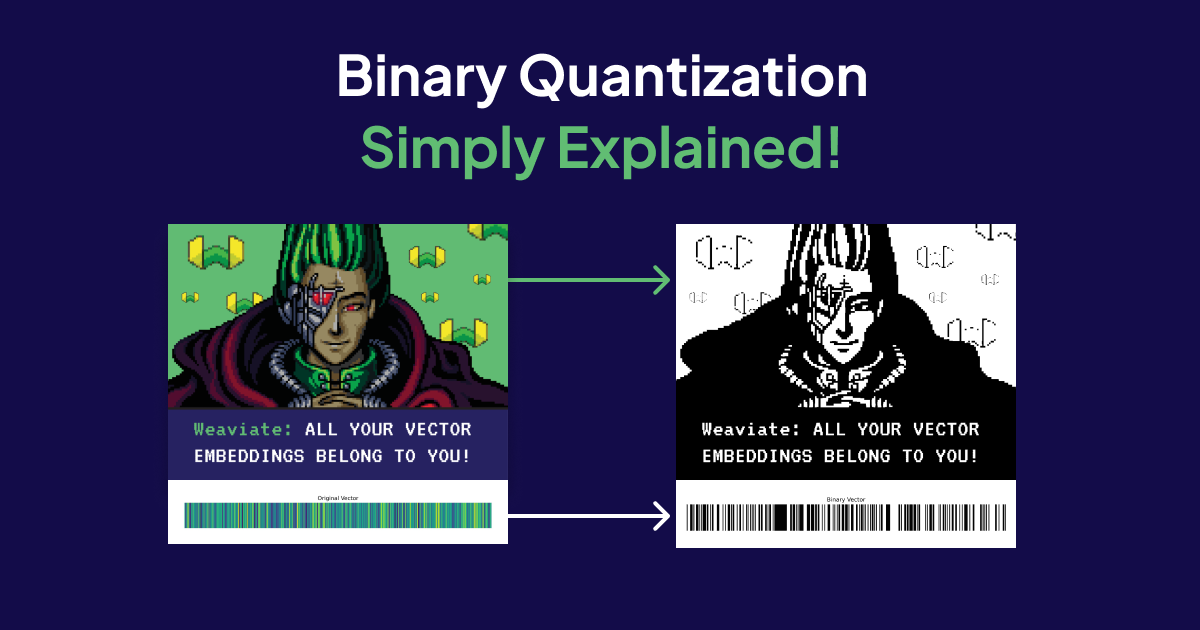 Binary Quantization
Simply Explained!
Weaviate: ALL YOUR VECTOR
EMBEDDINGS BELONG TO YOU!
Original Vector
Weaviate: ALL YOUR VECTOR
EMBEDDINGS BELONG TO YOU!
Binary Vector